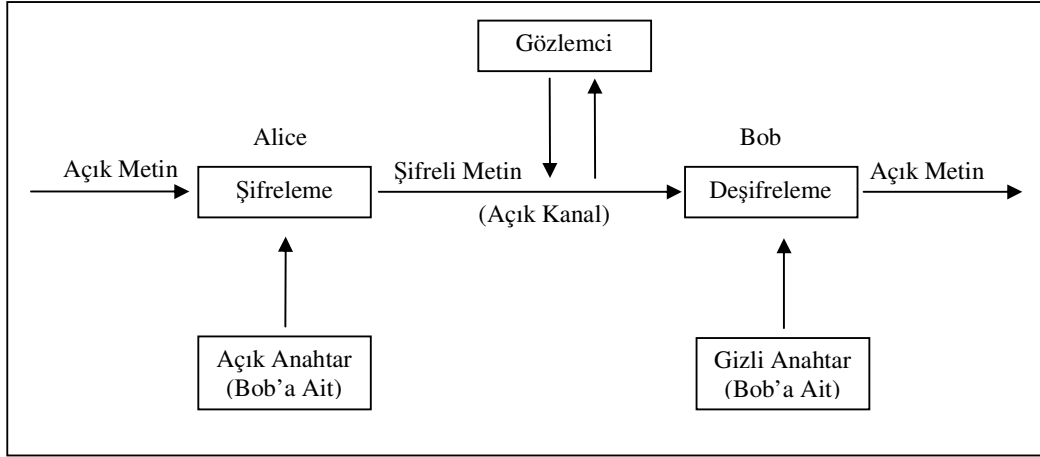 Gözlemci
Alice
Bob
Açık Metin
Şifreleme
Şifreli Metin
(Açık Kanal)
Deşifreleme
Açık Metin
Açık Anahtar
(Bob’a Ait)
Gizli Anahtar
(Bob’a Ait)